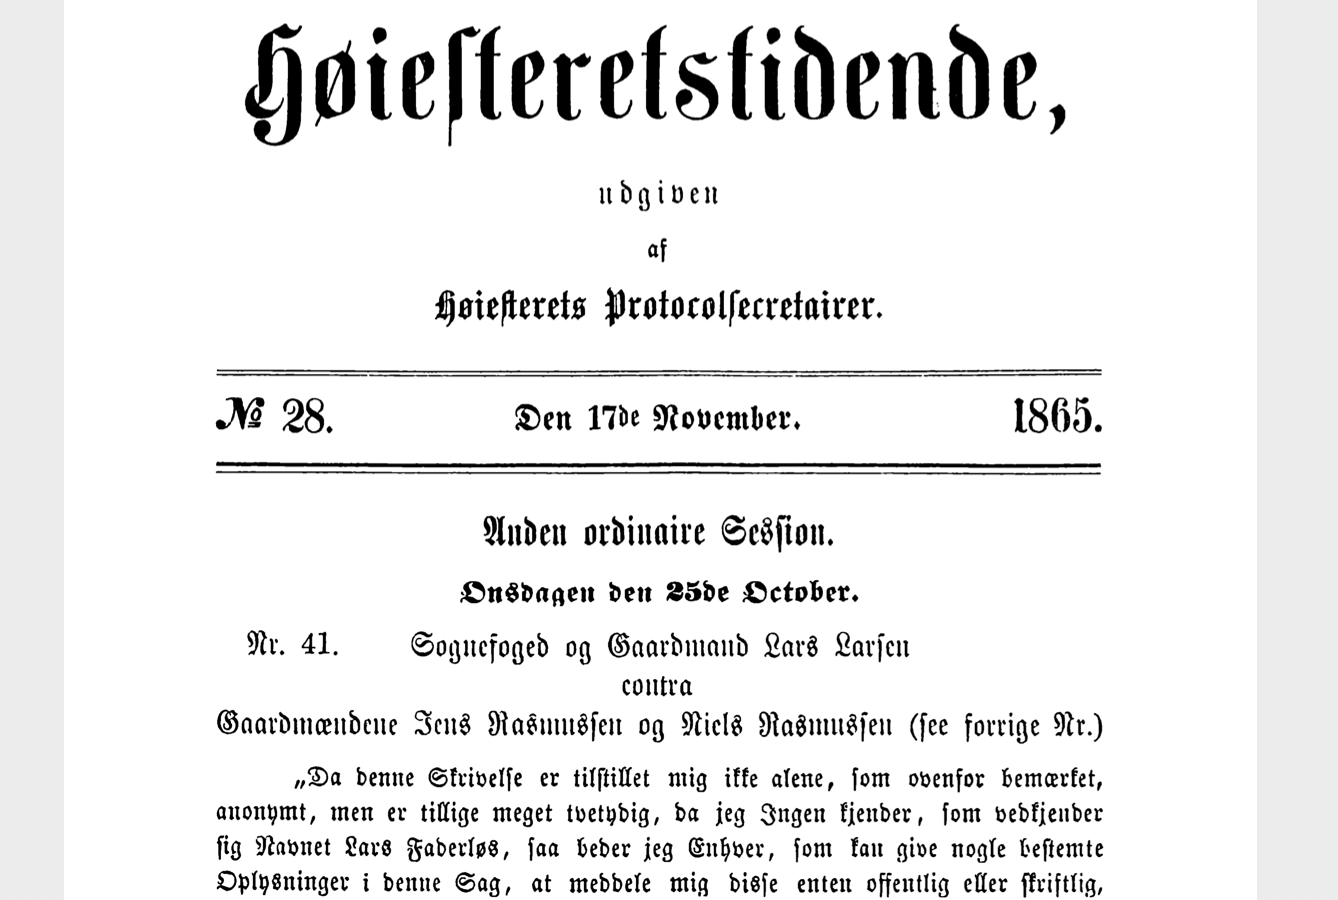 Høiesteretstidende,
udgiven
af
Høiesterets Protocolsecretairer.
№ 28. Den 17de November. 1865.
Anden ordinaire Session.
Onsdagen den 25de October.
Nr. 41. Sognefoged og Gaardmand Lars Larsen
contra
Gaardmændene Jens Rasmussen og Niels Rasmussen (see forrige Nr.)
„Da denne Skrivelse er tilstillet mig ikke alene, som ovenfor bemærket,
anonymt, men er tillige meget tvetydig, da jeg Ingen kjender, som vedkjender
sig Navnet Lars Faderløs, saa beder jeg Enhver, som kan give nogle bestemte
Oplysninger i denne Sag, at meddele mig disse enten offentlig eller skriftlig,